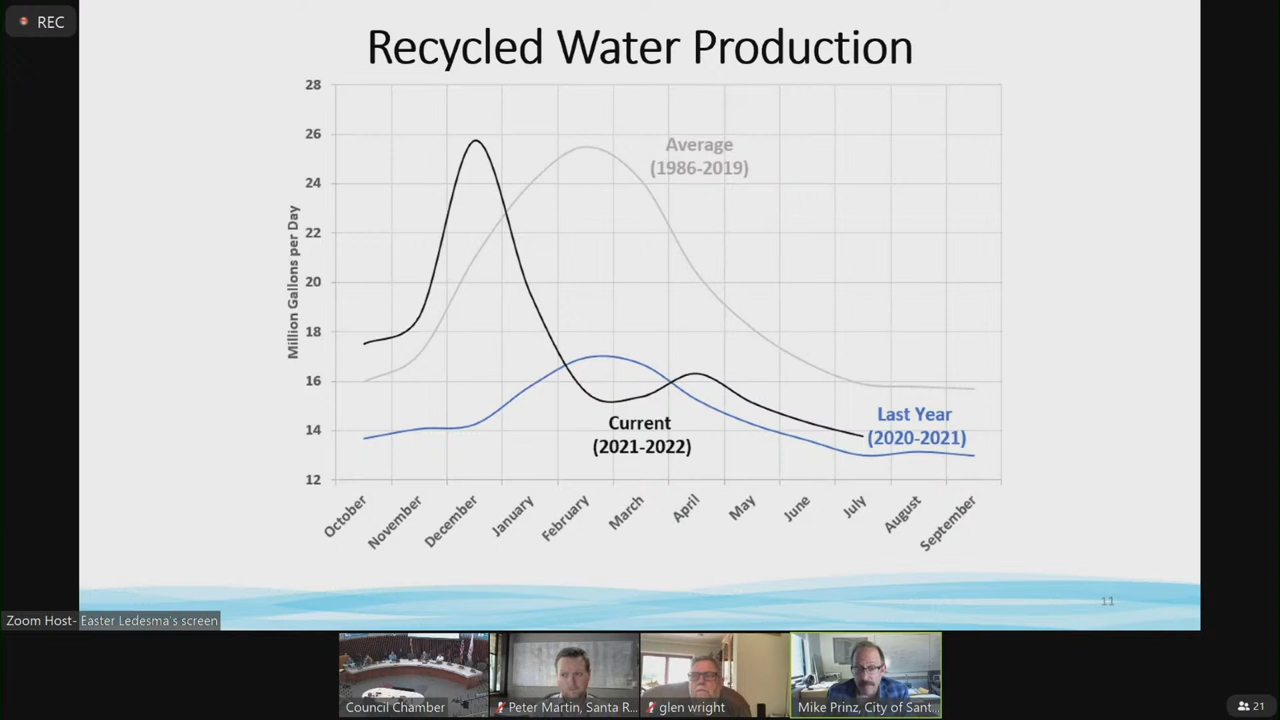 REC
Recycled Water Production
28
26
24
22
20
18
16
14
12
Million Gallons per Day
Average
(1986-2019)
Current
(2021-2022)
Last Year
(2020-2021)
October
November
December
January
February
March
April
May
June
July
August
September
11
Zoom Host- Easter Ledesma's screen
Council Chamber
Peter Martin, Santa R...
glen wright
Mike Prinz, City of Sant...
21